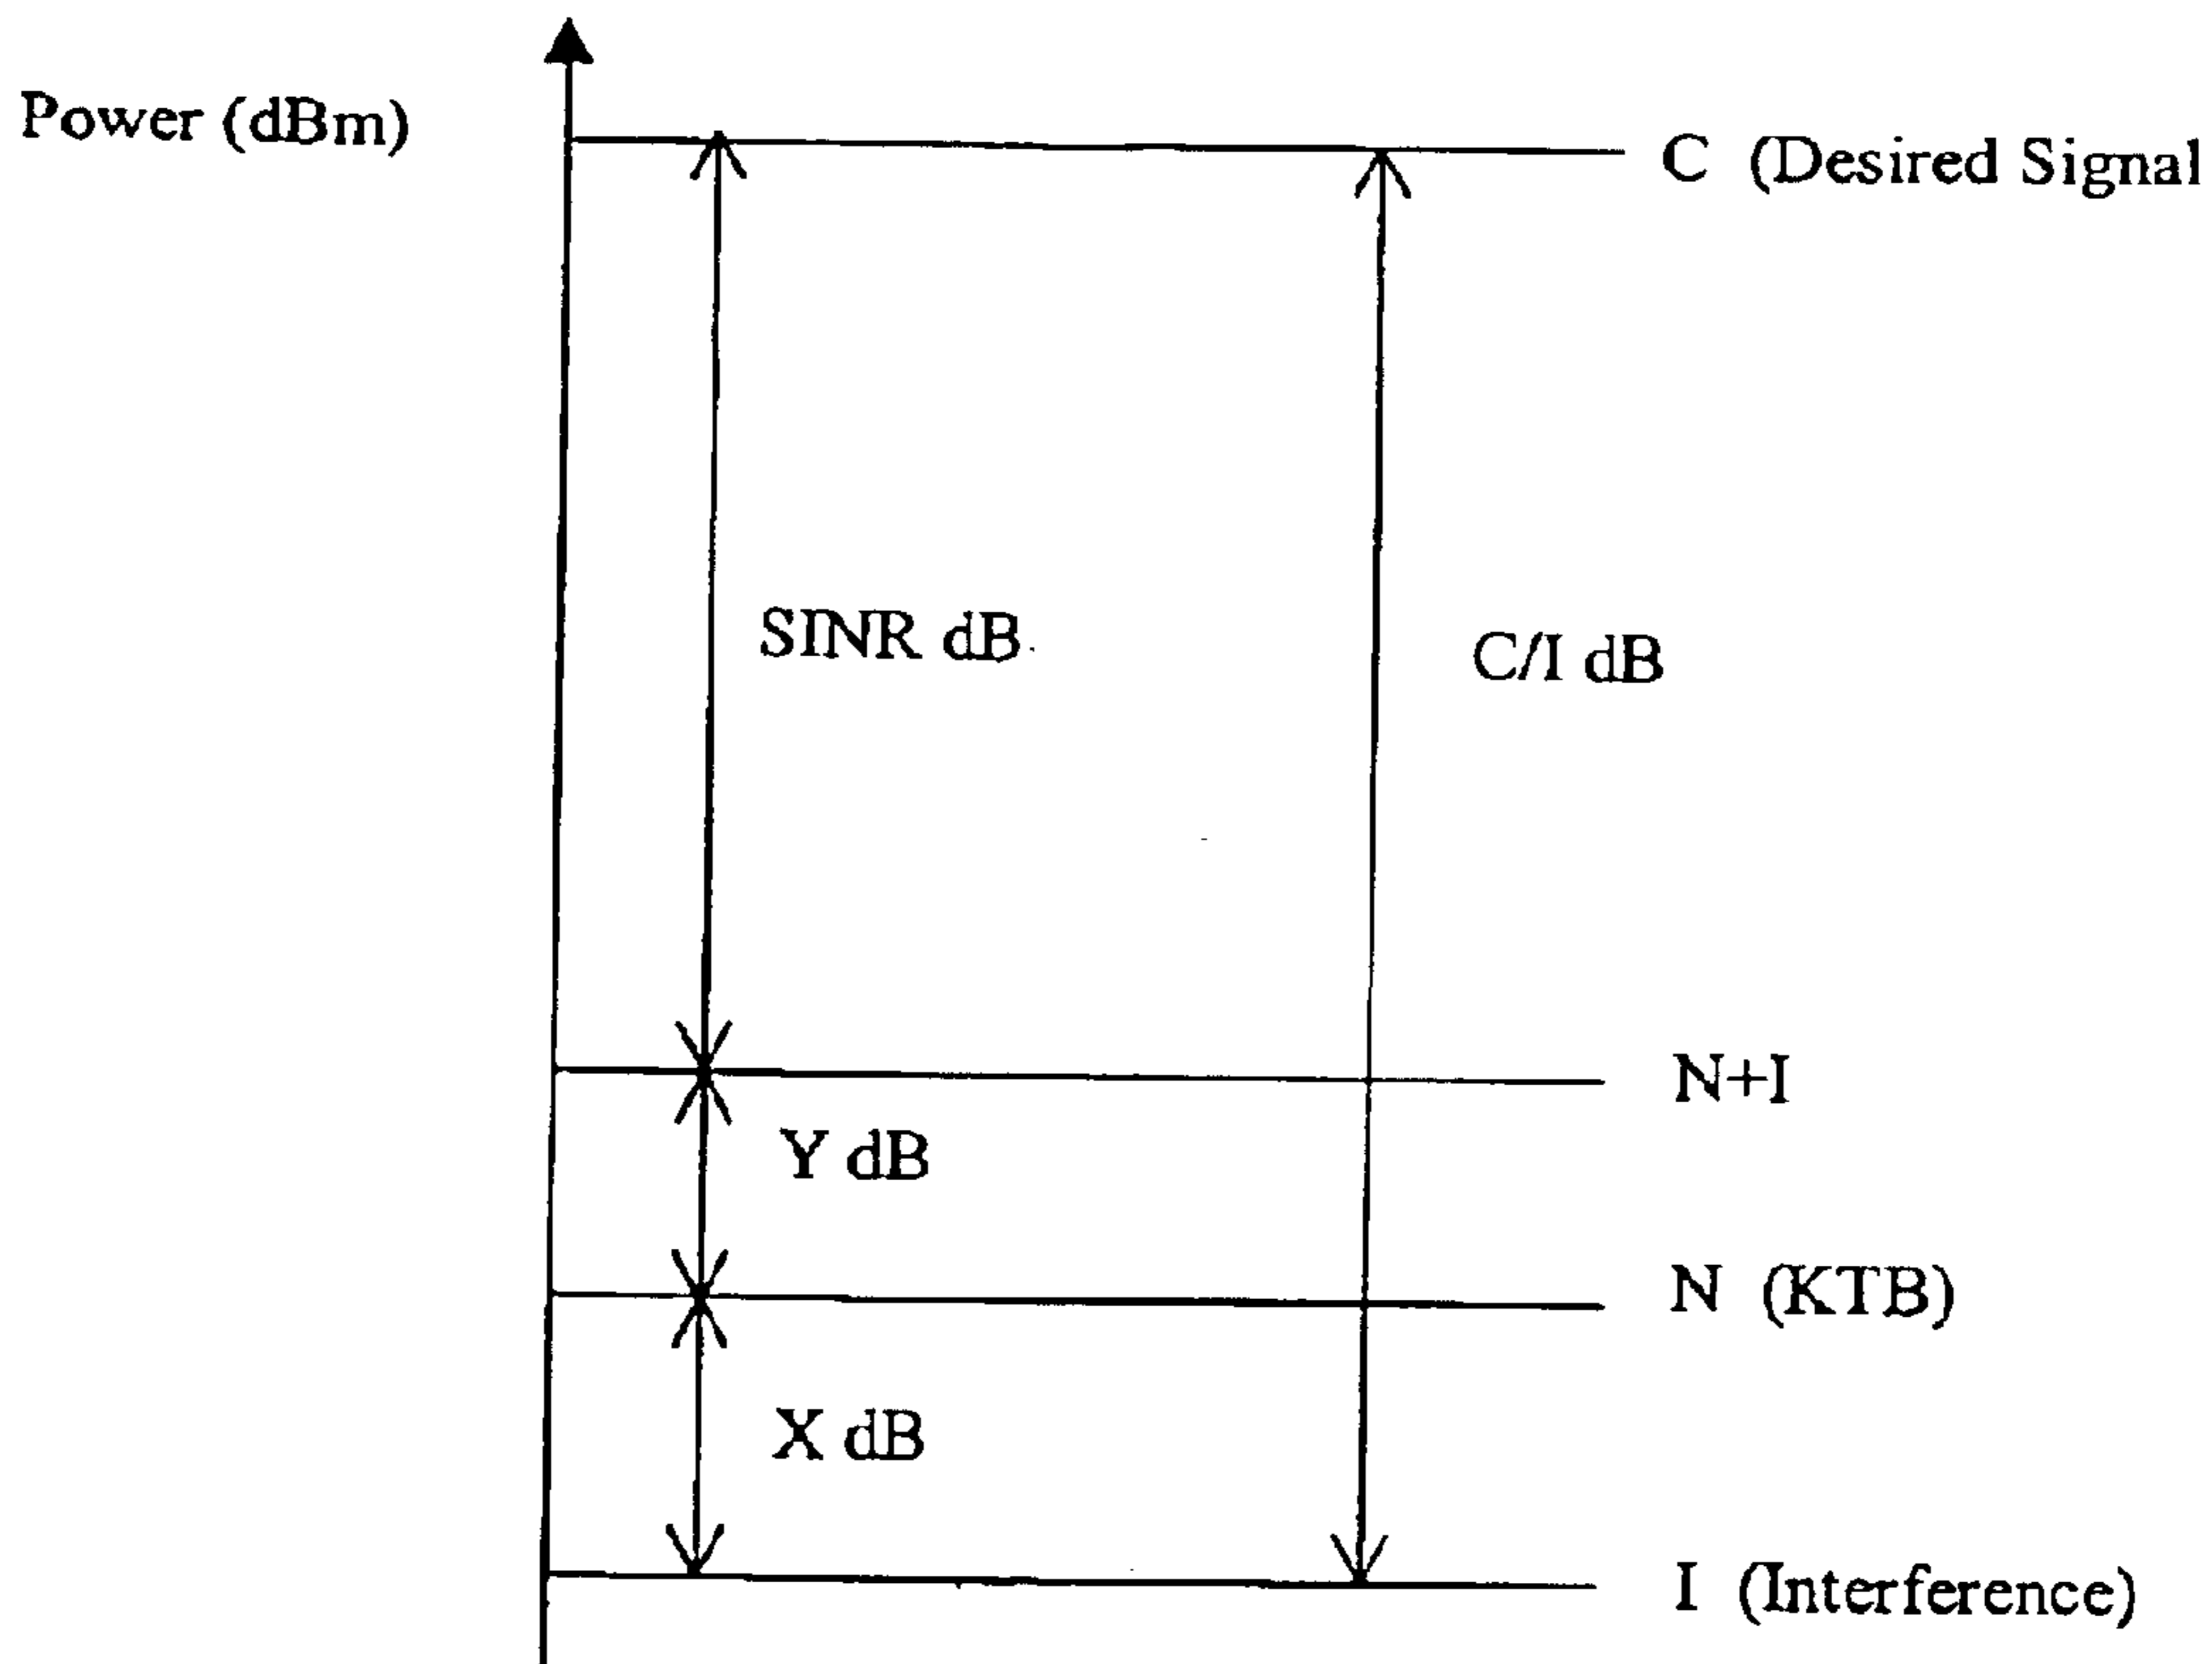 Power (dBm)
C (Desired Signal
SINR dB
C/I dB
N+I
Y dB
N (KTB)
X dB
I (Interference)